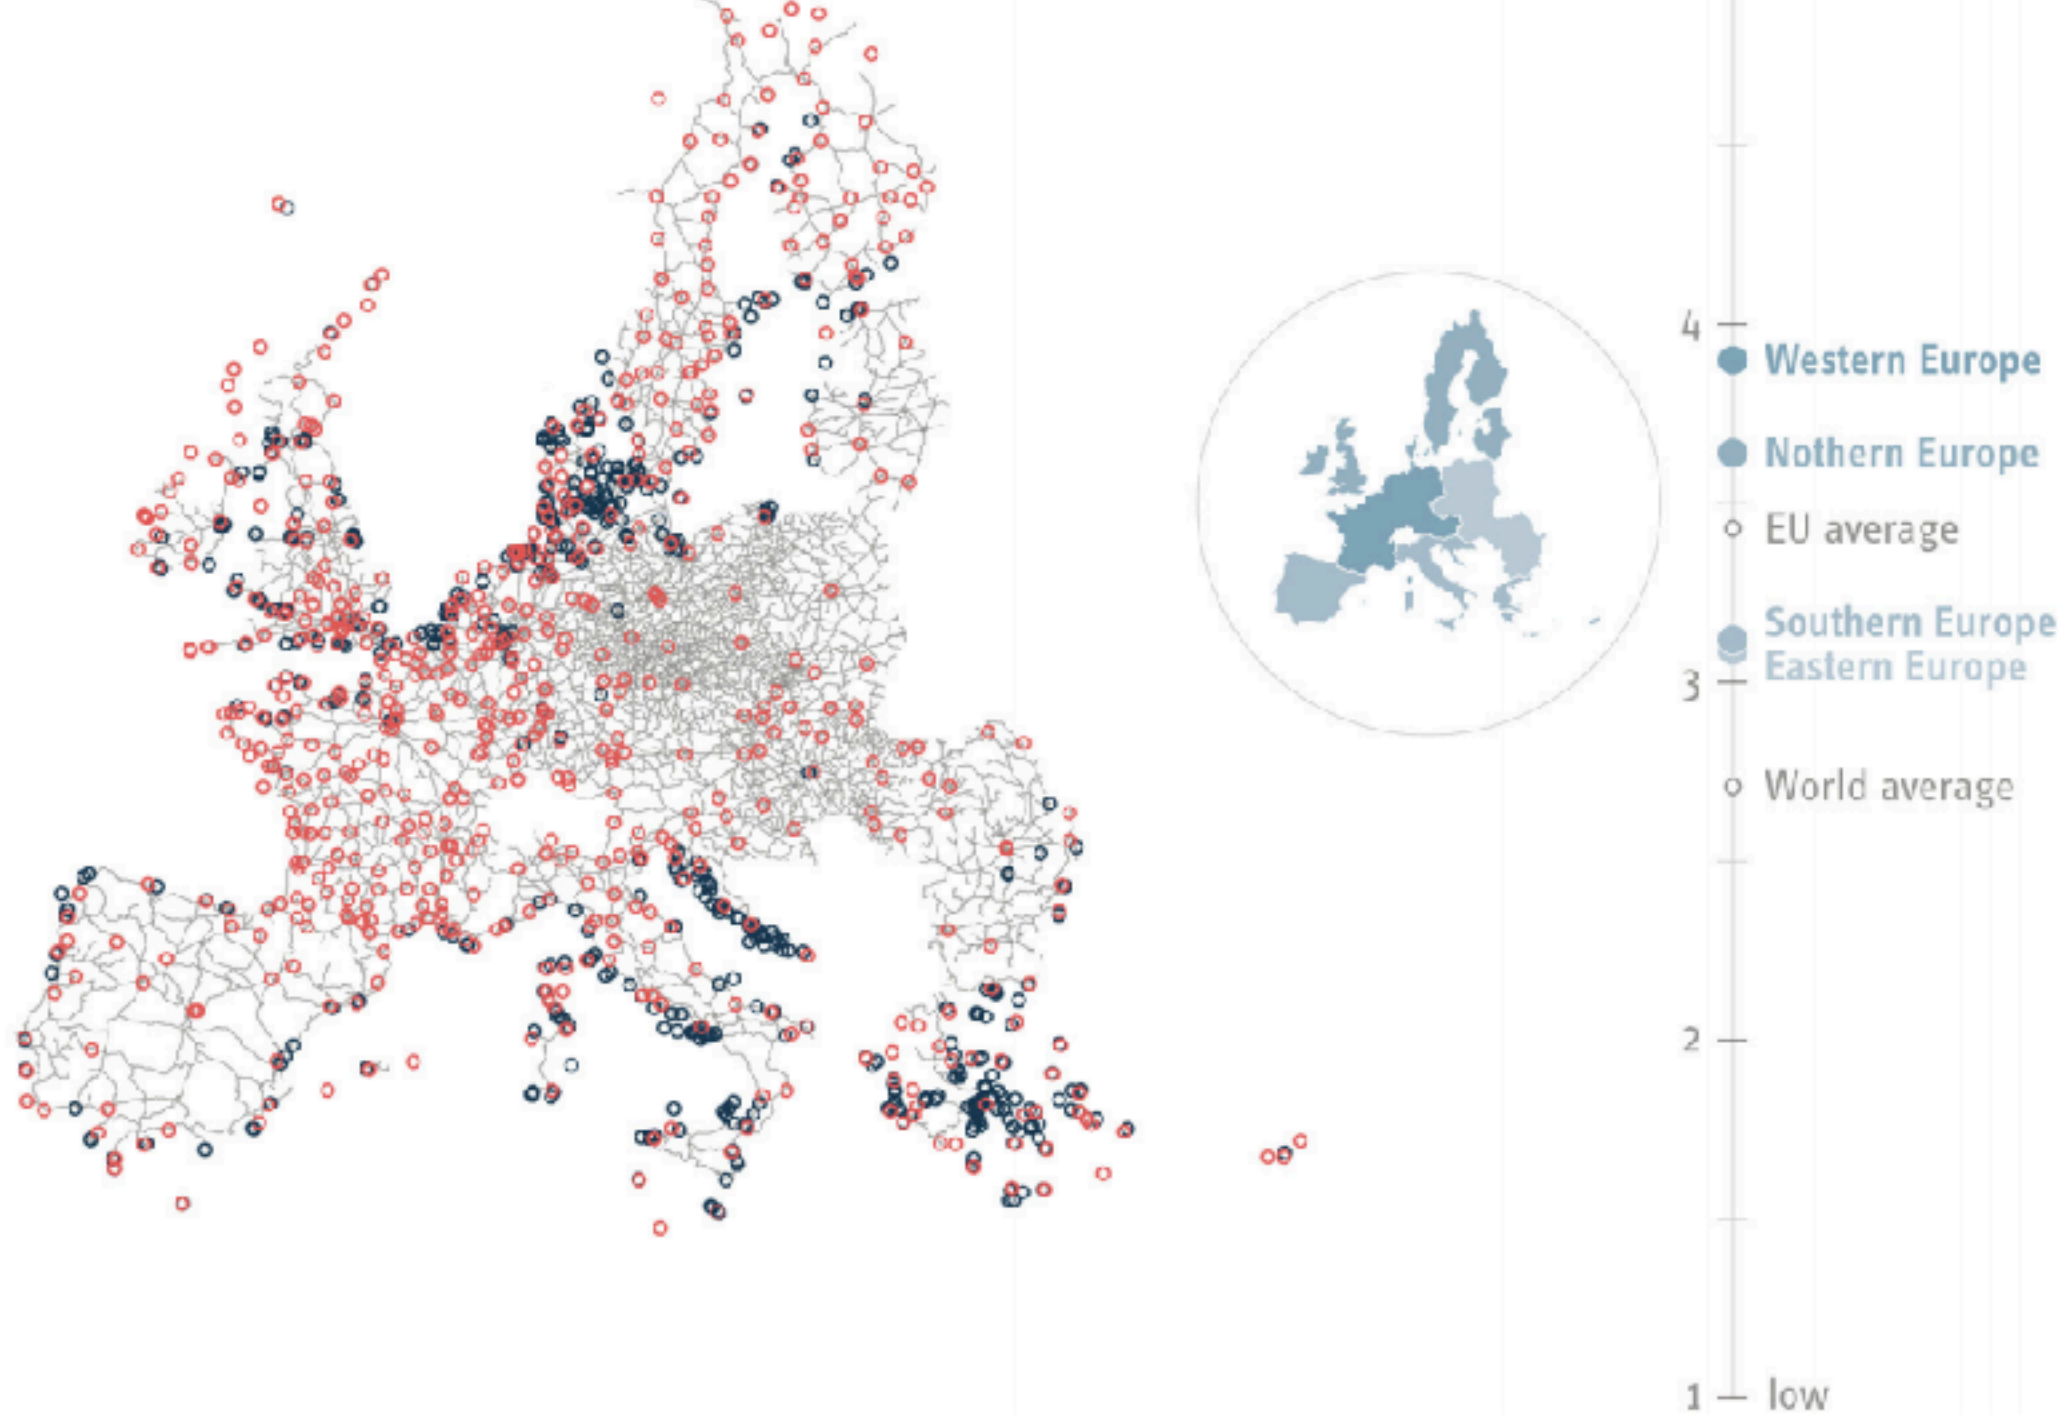 4
Western Europe
Nothern Europe
EU average
Southern Europe
Eastern Europe
3
World average
2
1 low